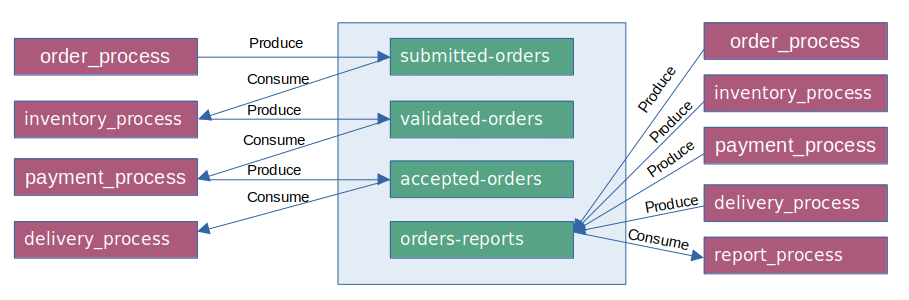 order_process
Produce
submitted-orders
Consume
inventory_process
Produce
validated-orders
Consume
payment_process
Produce
accepted-orders
Consume
delivery_process
orders-reports
order_process
Produce
inventory_process
Produce
payment_process
Produce
delivery_process
Produce
report_process
Consume